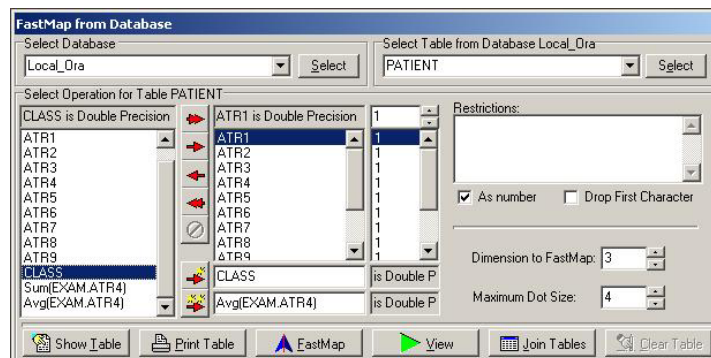 FastMap from Database
Select Database
Select Table from Database Local_Ora
Local_Ora
Select
PATIENT
Select
Select Operation for Table PATIENT
CLASS is Double Precision
ATR1 is Double Precision
1
Restrictions:
ATR1
ATR2
ATR3
ATR4
ATR5
ATR6
ATR7
ATR8
ATR9
CLASS
Sum(EXAM.ATR4)
Avg(EXAM.ATR4)
ATR1
ATR2
ATR3
ATR4
ATR5
ATR6
ATR7
ATR8
ATR9
1
1
1
1
1
1
1
1
1
As number
Drop First Character
CLASS
is Double P
Avg(EXAM.ATR4)
is Double P
Dimension to FastMap: 3
Maximum Dot Size: 4
Show Table
Print Table
FastMap
View
Join Tables
Clear Table